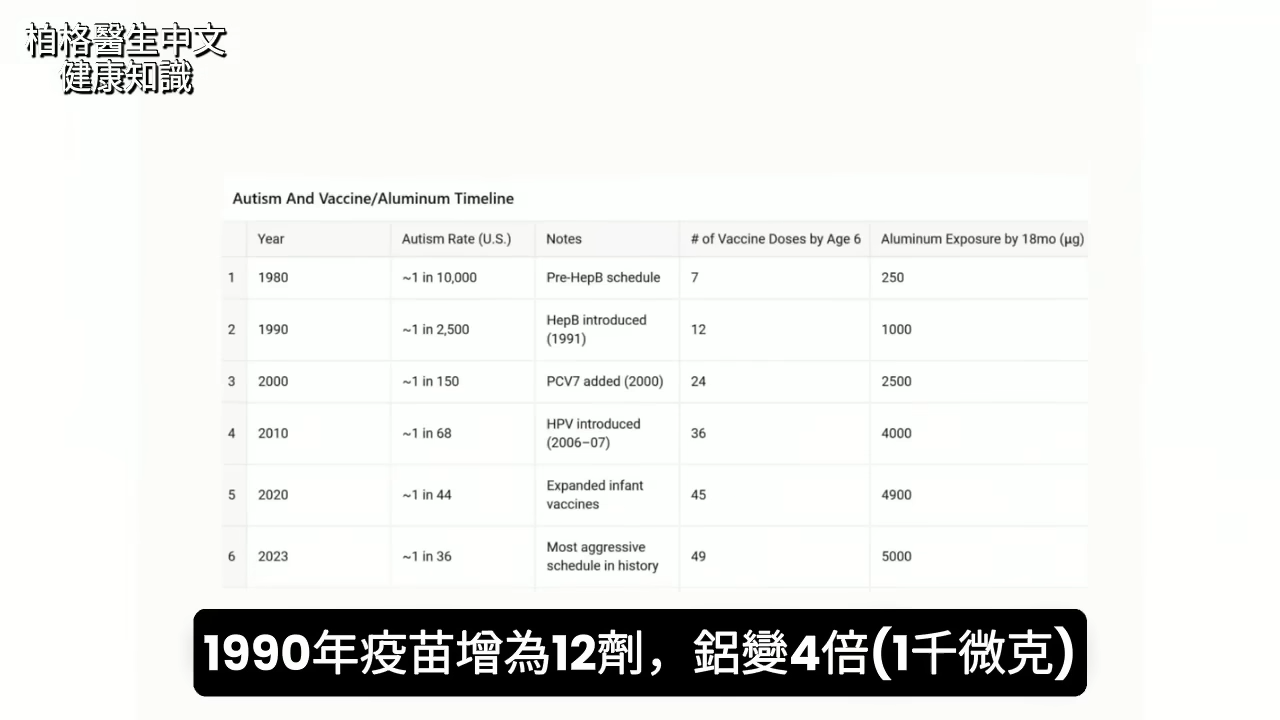 柏格醫生中文
健康知識
Autism And Vaccine/Aluminum Timeline
Year Autism Rate (U.S.) Notes # of Vaccine Doses by Age 6 Aluminum Exposure by 18mo (µg)
1 1980 ~1 in 10,000 Pre-HepB schedule 7 250
2 1990 ~1 in 2,500 HepB introduced (1991) 12 1000
3 2000 ~1 in 150 PCV7 added (2000) 24 2500
4 2010 ~1 in 68 HPV introduced (2006–07) 36 4000
5 2020 ~1 in 44 Expanded infant vaccines 45 4900
6 2023 ~1 in 36 Most aggressive schedule in history 49 5000
1990年疫苗增為12劑，鋁變4倍(1千微克)